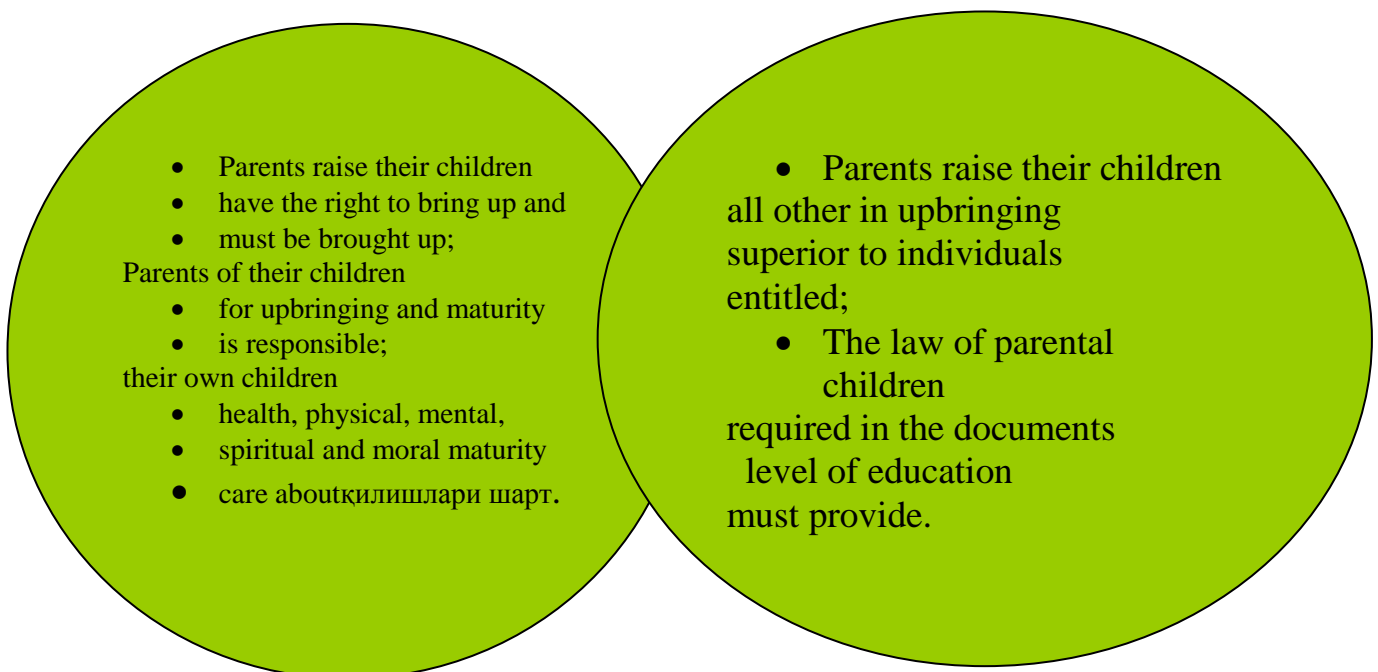 • Parents raise their children
• have the right to bring up and
• must be brought up;
Parents of their children
• for upbringing and maturity
• is responsible;
their own children
• health, physical, mental,
• spiritual and moral maturity
• care aboutқилишлари шарт.
• Parents raise their children
all other in upbringing
superior to individuals
entitled;
• The law of parental
children
required in the documents
level of education
must provide.